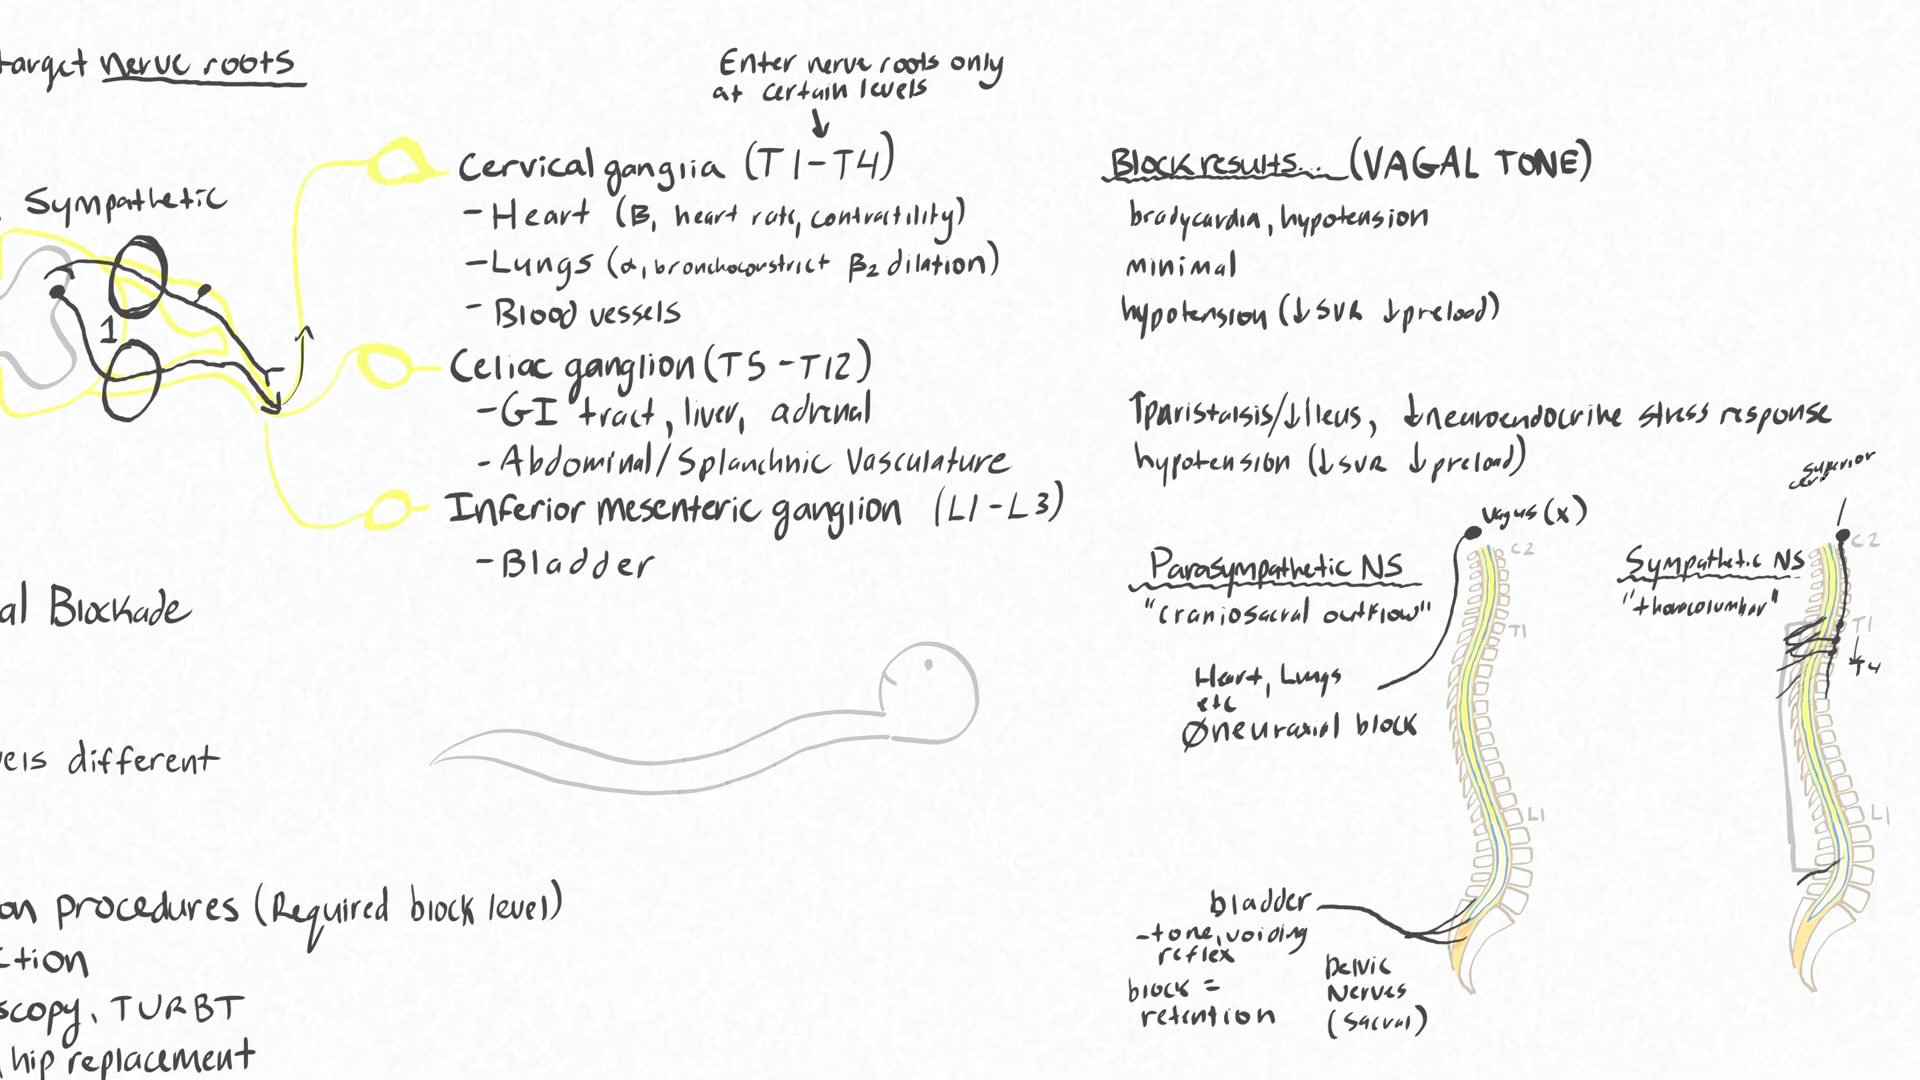 target nerve roots
Enter nerve roots only
at certain levels
Sympathetic
1
Cervical ganglia (T1-T4)
- Heart (B, heart rate, contractility)
- Lungs (α, bronchoconstrict β2 dilation)
- Blood vessels
Celiac ganglion (T5-T12)
- GI tract, liver, adrenal
- Abdominal/Splanchnic Vasculature
Inferior mesenteric ganglion (L1-L3)
- Bladder
Block results... (VAGAL TONE)
bradycardia, hypotension
minimal
hypotension (↓SVR ↓preload)
↑paristalsis/↓Ileus, ↓neuroendocrine stress response
hypotension (↓SVR ↓preload)
al Blockade
els different
on procedures (Required block level)
ction
scopy, TURBT
hip replacement
Vagus (X)
Parasympathetic NS
"craniosacral outflow"
C2
T1
L1
Heart, Lungs
etc
Ø neuraxial block
bladder
- tone, voiding
reflex
block =
retention
Pelvic
Nerves
(sacral)
superior
Sympathetic NS
C2
T1
T4
L1